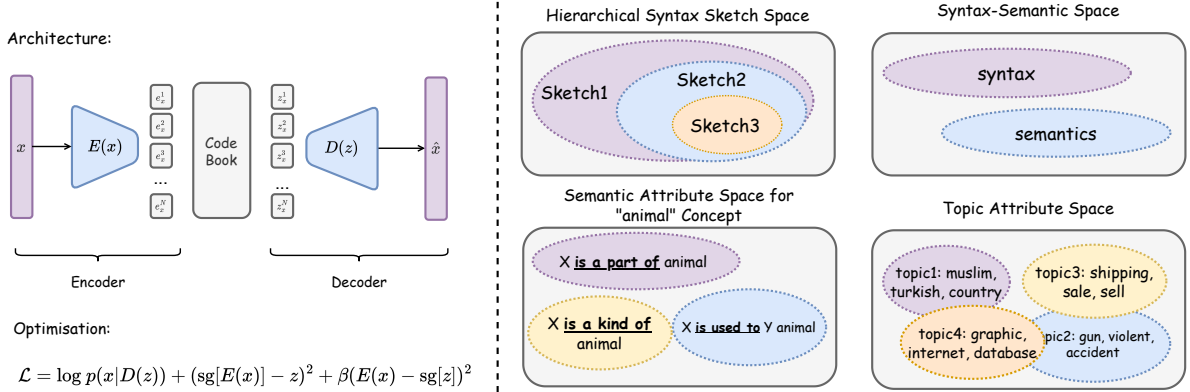 Architecture:
x
E(x)
e_x^1
e_x^2
e_x^3
...
e_x^N
Code
Book
z_x^1
z_x^2
z_x^3
...
z_x^N
D(z)
x̂
Encoder
Decoder
Optimisation:
ℒ = log p(x|D(z)) + (sg[E(x)] − z)² + β(E(x) − sg[z])²
Hierarchical Syntax Sketch Space
Sketch1
Sketch2
Sketch3
Syntax-Semantic Space
syntax
semantics
Semantic Attribute Space for
"animal" Concept
X is a part of animal
X is a kind of
animal
X is used to Y animal
Topic Attribute Space
topic1: muslim,
turkish, country
topic3: shipping,
sale, sell
topic4: graphic,
internet, database
pic2: gun, violent,
accident